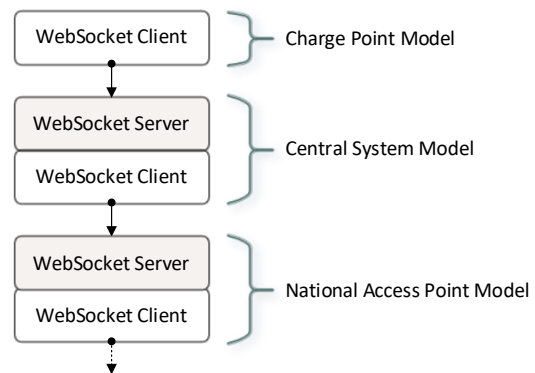 WebSocket Client
Charge Point Model
WebSocket Server
Central System Model
WebSocket Client
WebSocket Server
National Access Point Model
WebSocket Client